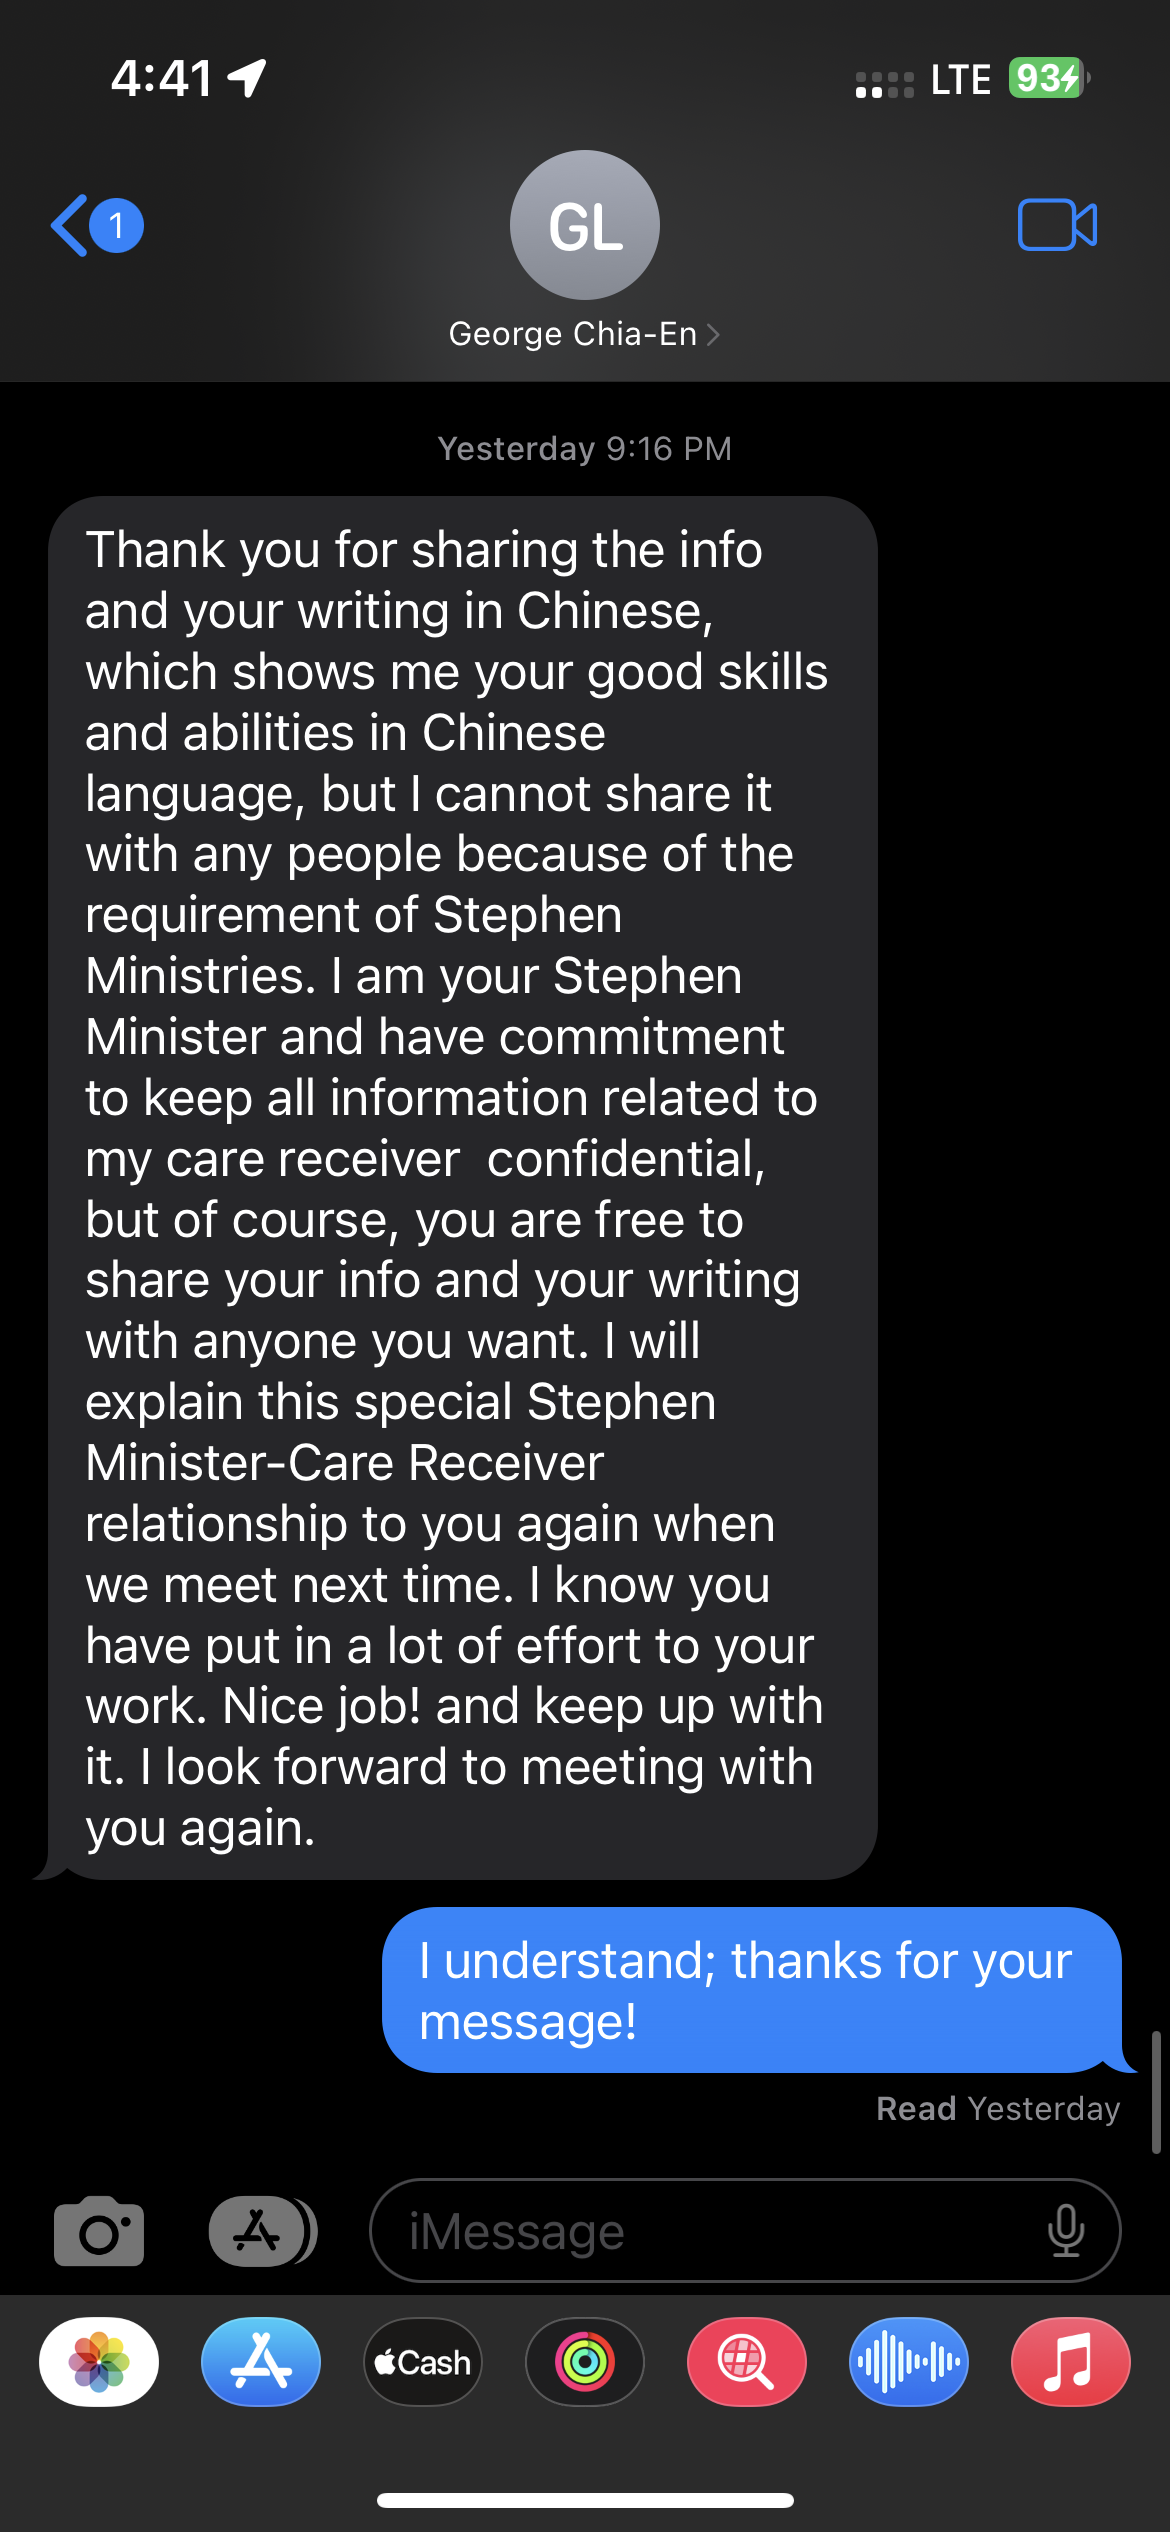 4:41
LTE
93
1
GL
George Chia-En
Yesterday 9:16 PM
Thank you for sharing the info
and your writing in Chinese,
which shows me your good skills
and abilities in Chinese
language, but I cannot share it
with any people because of the
requirement of Stephen
Ministries. I am your Stephen
Minister and have commitment
to keep all information related to
my care receiver  confidential,
but of course, you are free to
share your info and your writing
with anyone you want. I will
explain this special Stephen
Minister-Care Receiver
relationship to you again when
we meet next time. I know you
have put in a lot of effort to your
work. Nice job! and keep up with
it. I look forward to meeting with
you again.
I understand; thanks for your
message!
Read Yesterday
iMessage
Cash